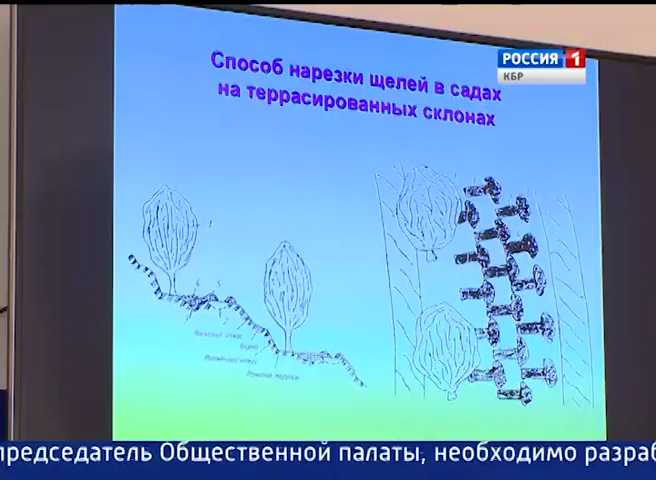 Способ нарезки щелей в садах
на террасированных склонах
РОССИЯ 1
КБР
председатель Общественной палаты, необходимо разраб